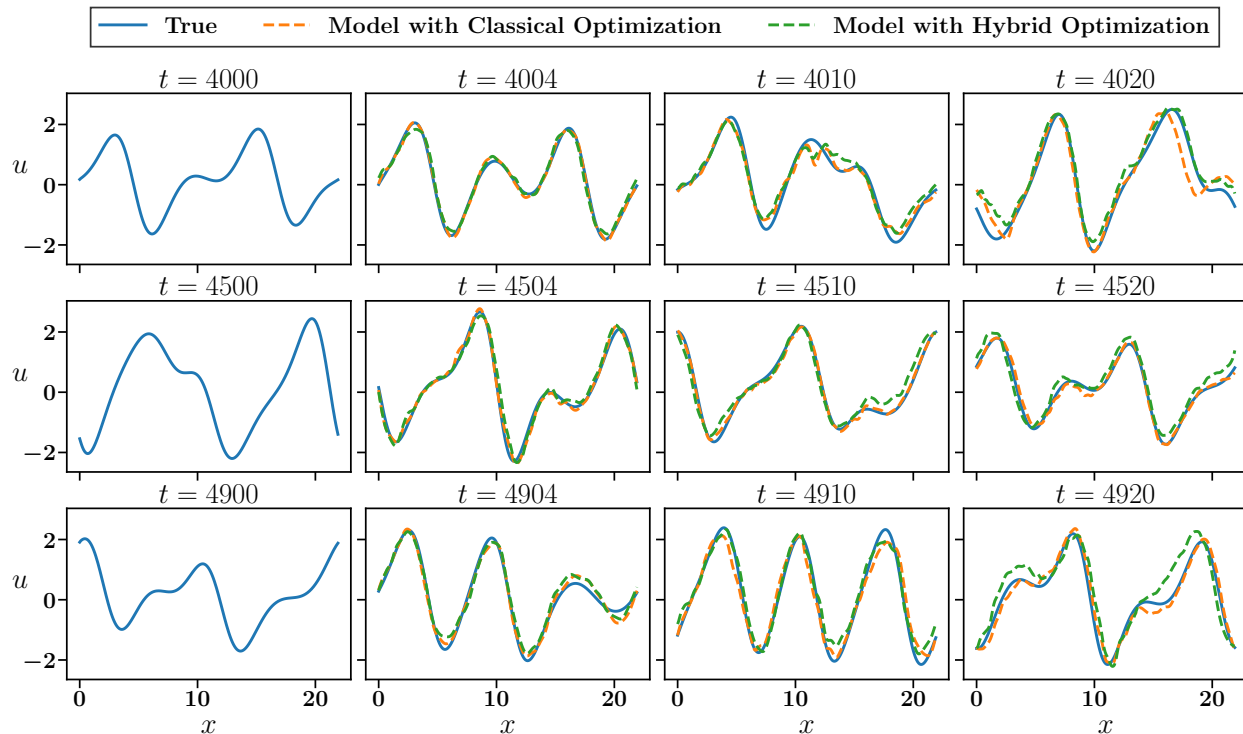 True Model with Classical Optimization Model with Hybrid Optimization
t = 4000 t = 4004 t = 4010 t = 4020
u
2
0
−2
t = 4500 t = 4504 t = 4510 t = 4520
u
2
0
−2
t = 4900 t = 4904 t = 4910 t = 4920
u
2
0
−2
0 10 20 0 10 20 0 10 20 0 10 20
x x x x